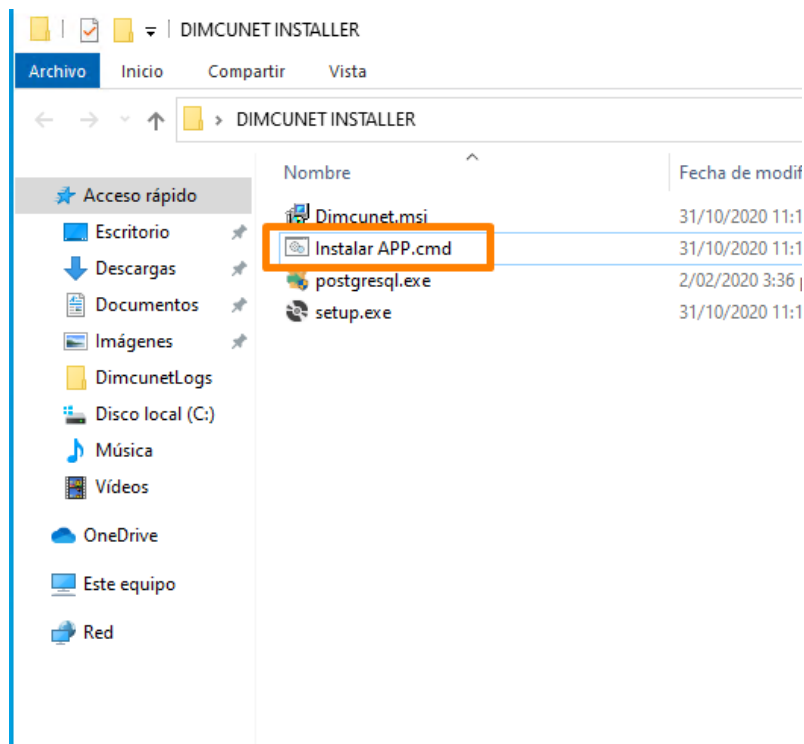 DIMCUNET INSTALLER
Archivo Inicio Compartir Vista
DIMCUNET INSTALLER
Nombre Fecha de modif
Acceso rápido
Escritorio
Descargas
Documentos
Imágenes
DimcunetLogs
Disco local (C:)
Música
Vídeos
OneDrive
Este equipo
Red
Dimcunet.msi 31/10/2020 11:1
Instalar APP.cmd 31/10/2020 11:1
postgresql.exe 2/02/2020 3:36
setup.exe 31/10/2020 11:1